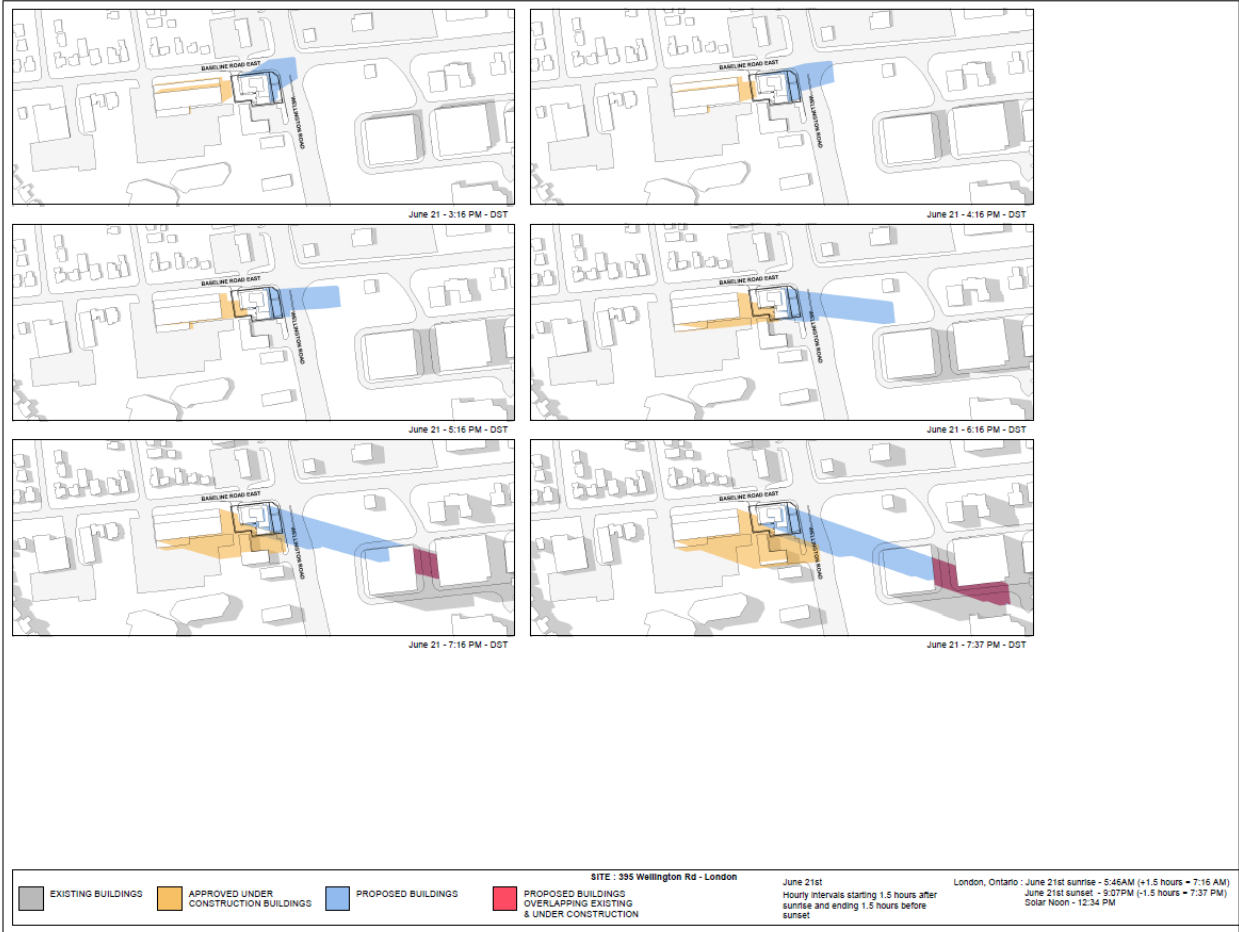 BASELINE ROAD EAST
WELLINGTON ROAD
June 21 - 3:16 PM - DST
BASELINE ROAD EAST
WELLINGTON ROAD
June 21 - 4:16 PM - DST
BASELINE ROAD EAST
WELLINGTON ROAD
June 21 - 5:16 PM - DST
BASELINE ROAD EAST
WELLINGTON ROAD
June 21 - 6:16 PM - DST
BASELINE ROAD EAST
WELLINGTON ROAD
June 21 - 7:16 PM - DST
BASELINE ROAD EAST
WELLINGTON ROAD
June 21 - 7:37 PM - DST
EXISTING BUILDINGS
APPROVED UNDER
CONSTRUCTION BUILDINGS
PROPOSED BUILDINGS
PROPOSED BUILDINGS
OVERLAPPING EXISTING
& UNDER CONSTRUCTION
SITE : 395 Wellington Rd - London
June 21st
Hourly intervals starting 1.5 hours after
sunrise and ending 1.5 hours before
sunset
London, Ontario : June 21st sunrise - 5:46AM (+1.5 hours = 7:16 AM)
June 21st sunset - 9:07PM (-1.5 hours = 7:37 PM)
Solar Noon - 12:34 PM